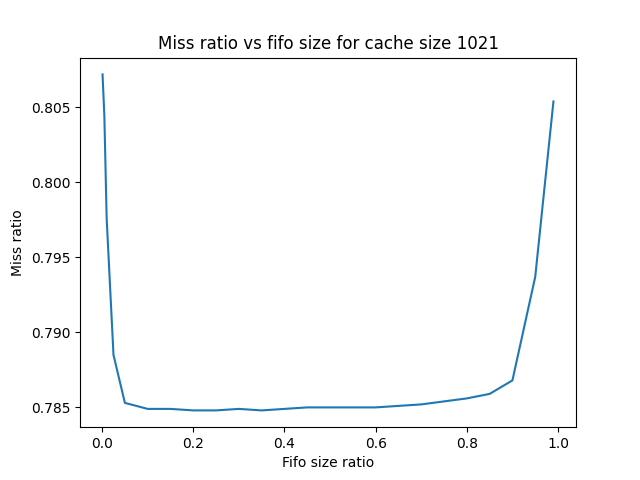 Miss ratio vs fifo size for cache size 1021
0.805
0.800
0.795
0.790
0.785
Miss ratio
0.0 0.2 0.4 0.6 0.8 1.0
Fifo size ratio